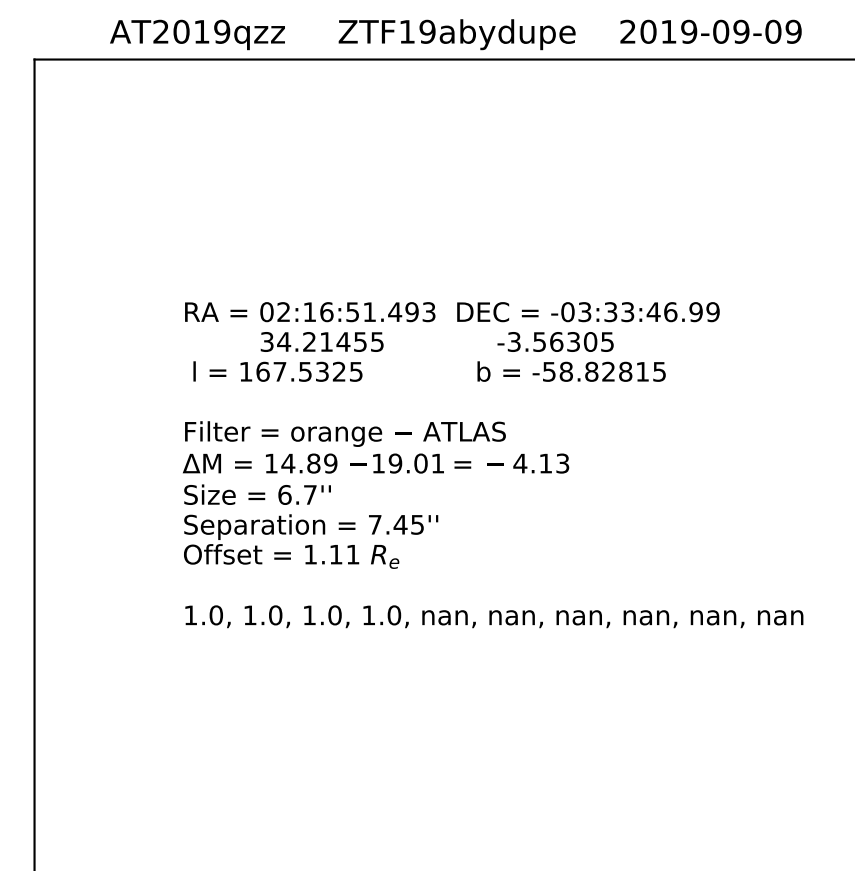 AT2019qzz ZTF19abydupe 2019-09-09
RA = 02:16:51.493 DEC = -03:33:46.99
34.21455 -3.56305
l = 167.5325 b = -58.82815
Filter = orange − ATLAS
ΔM = 14.89 −19.01 = − 4.13
Size = 6.7''
Separation = 7.45''
Offset = 1.11 Re
1.0, 1.0, 1.0, 1.0, nan, nan, nan, nan, nan, nan